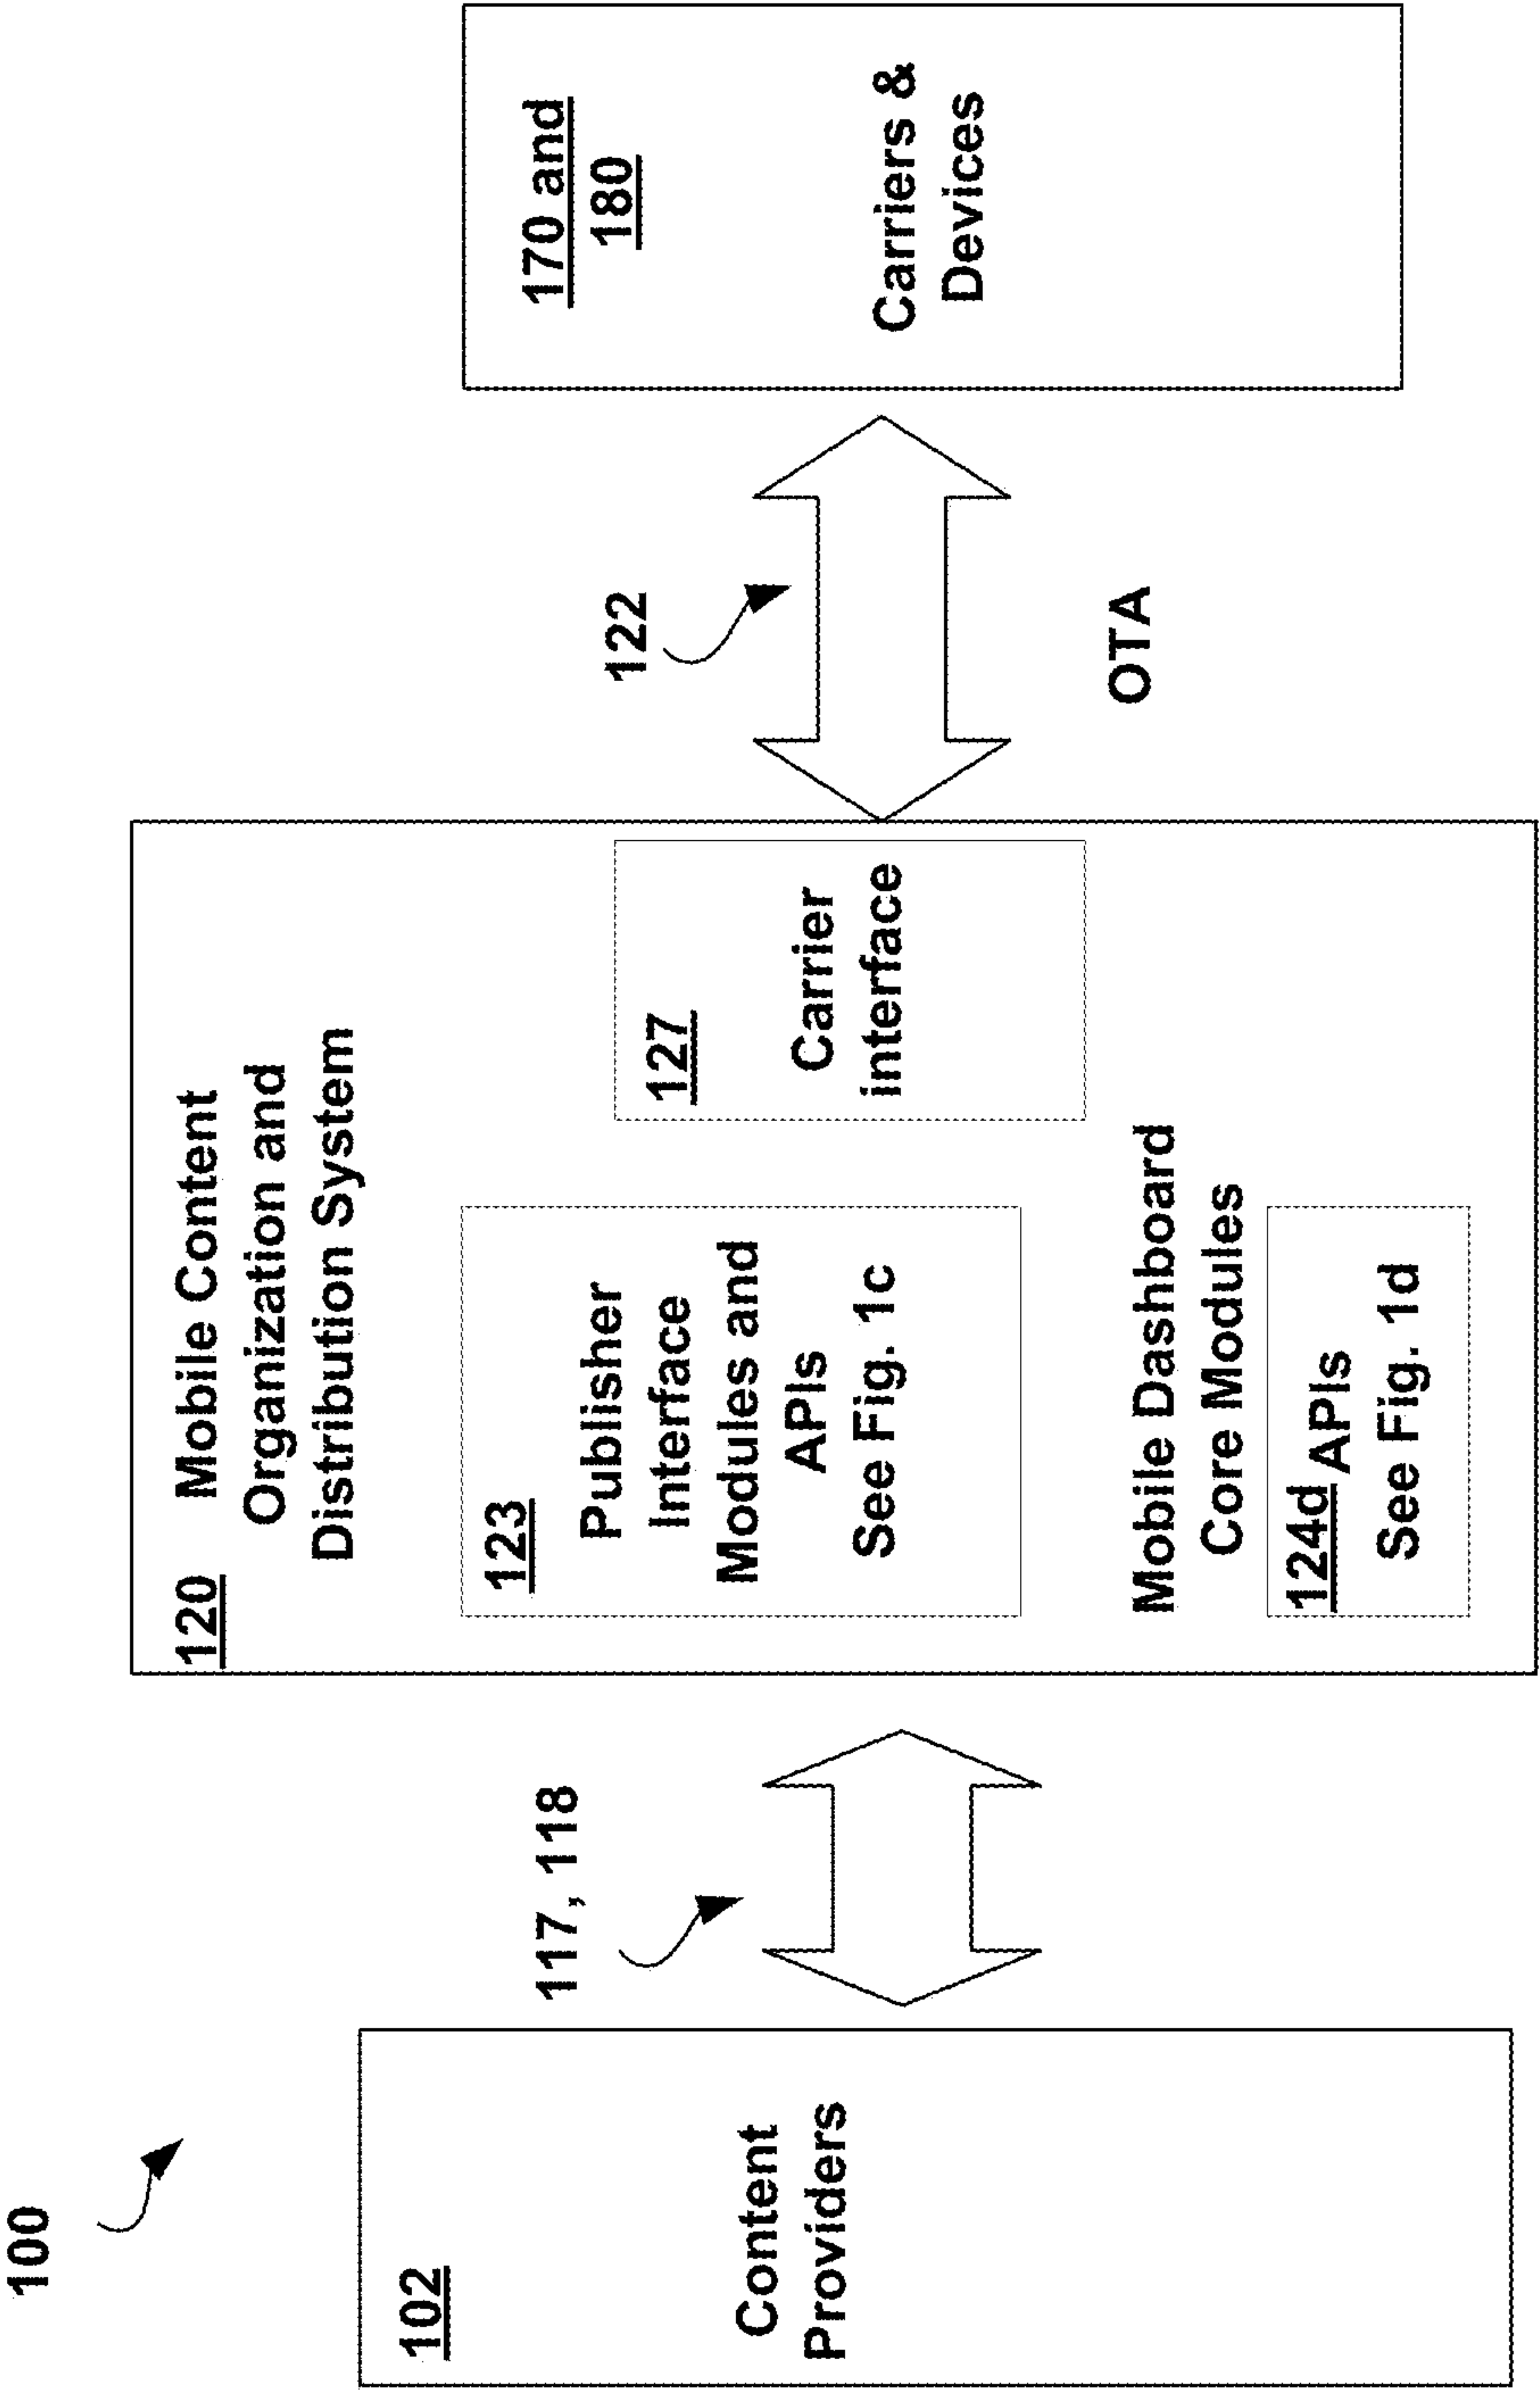 100
102
Content
Providers
117, 118
120
Mobile Content
Organization and
Distribution System
123
Publisher
Interface
Modules and
APIs
See Fig. 1c
127
Carrier
interface
Mobile Dashboard
Core Modules
124d APIs
See Fig. 1d
122
OTA
170 and
180
Carriers &
Devices